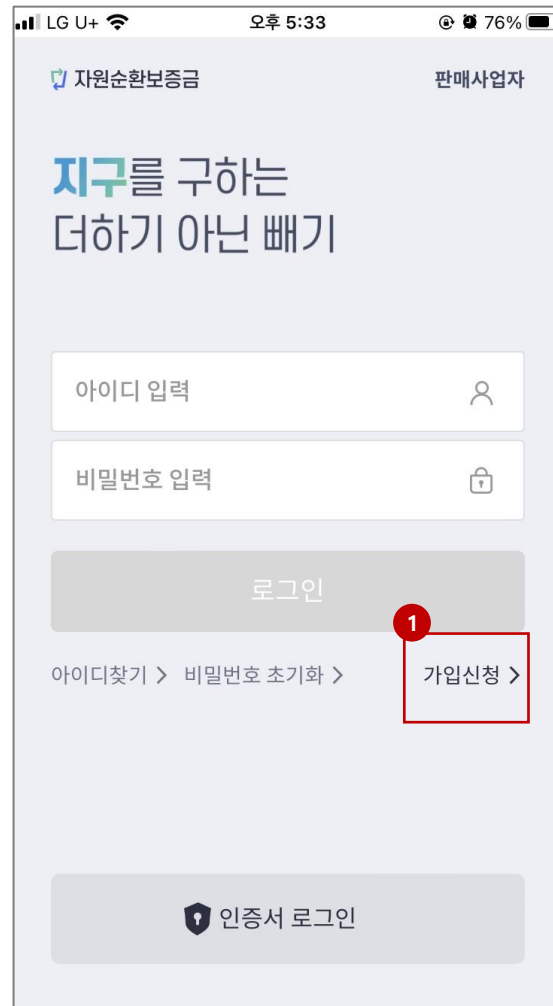 LG U+ 오후 5:33 76%
자원순환보증금 판매사업자
지구를 구하는
더하기 아닌 빼기
아이디 입력
비밀번호 입력
로그인
1
아이디찾기 > 비밀번호 초기화 > 가입신청 >
인증서 로그인